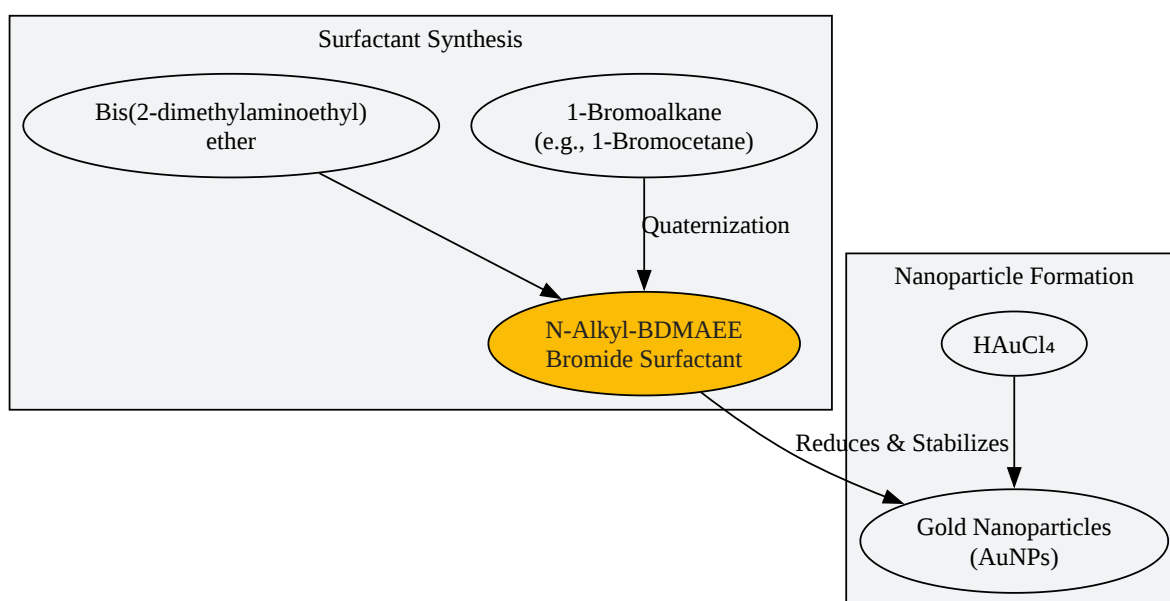 Surfactant Synthesis
Bis(2-dimethylaminoethyl)
ether
1-Bromoalkane
(e.g., 1-Bromocetane)
Quaternization
N-Alkyl-BDMAEE
Bromide Surfactant
Nanoparticle Formation
HAuCl₄
Reduces & Stabilizes
Gold Nanoparticles
(AuNPs)